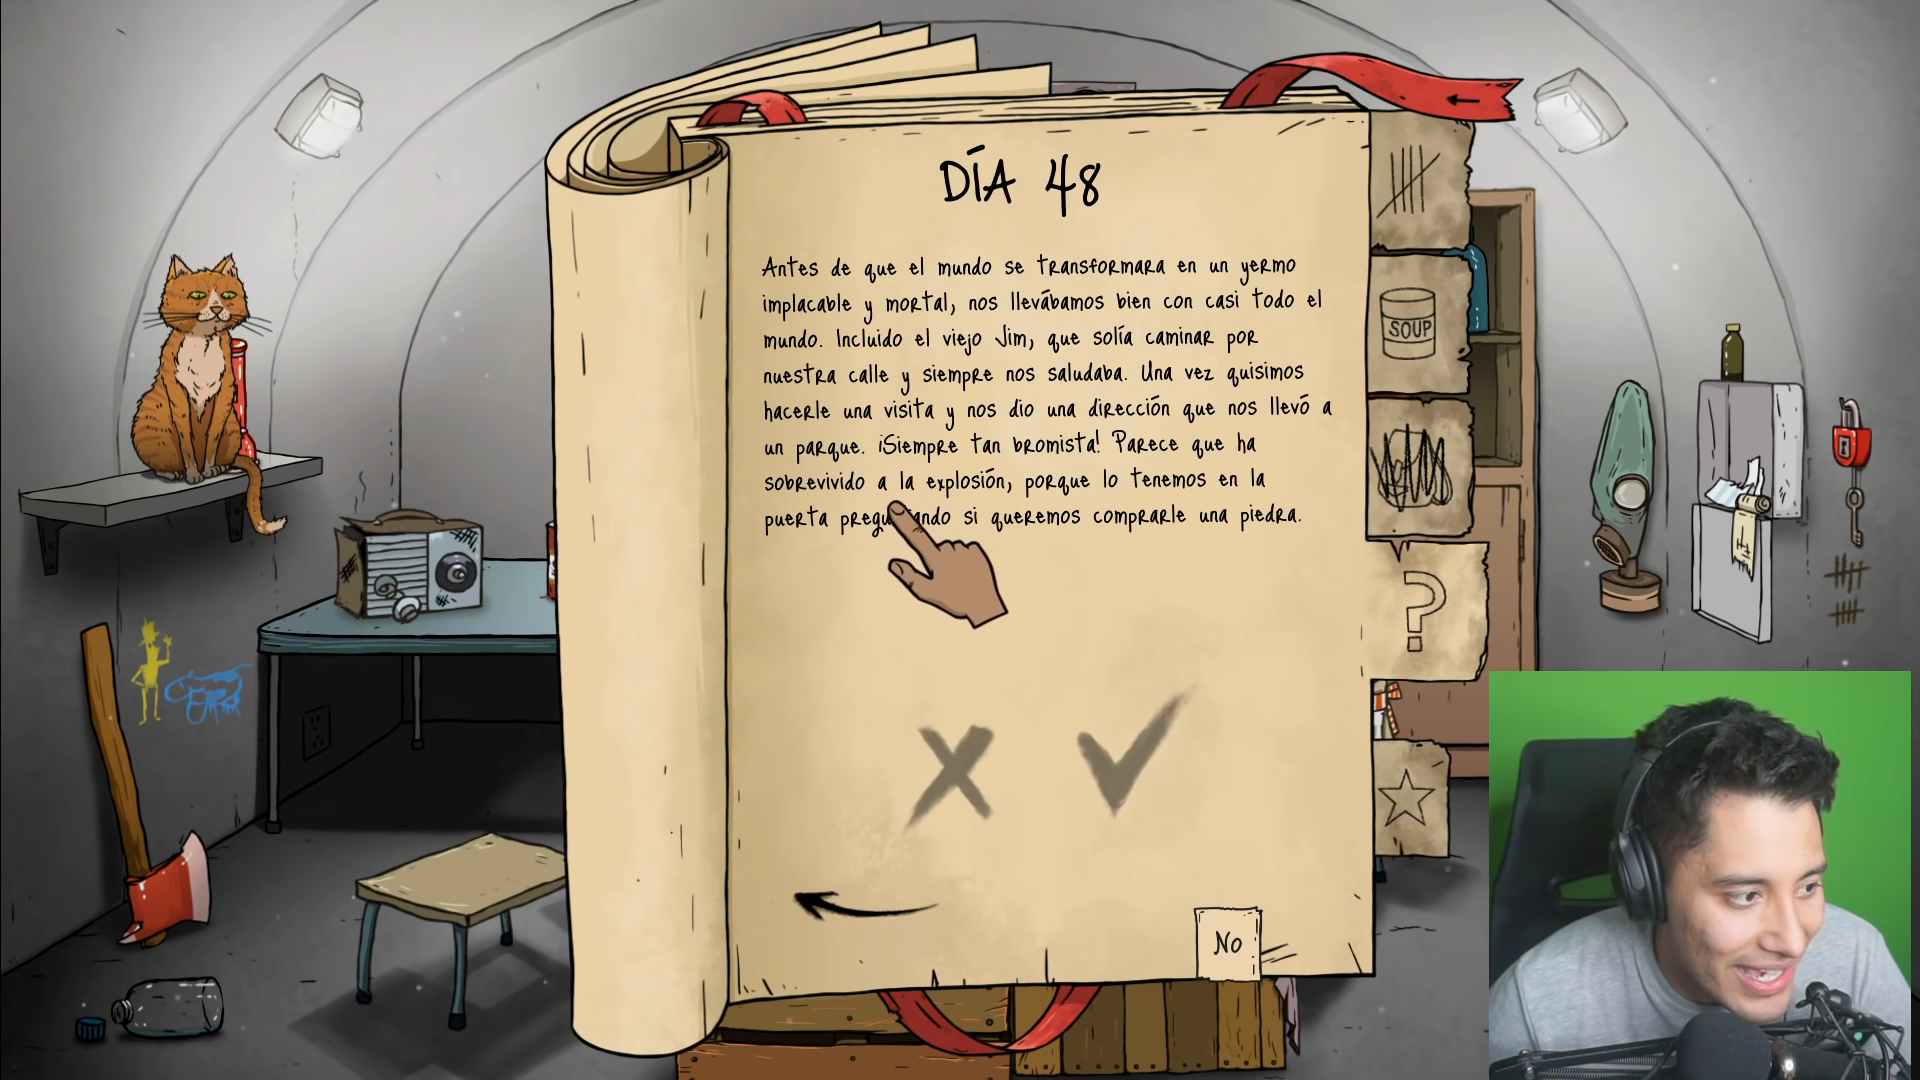 DÍA 48
Antes de que el mundo se transformara en un yermo
implacable y mortal, nos llevábamos bien con casi todo el
mundo. Incluido el viejo Jim, que solía caminar por
nuestra calle y siempre nos saludaba. Una vez quisimos
hacerle una visita y nos dio una dirección que nos llevó a
un parque. ¡Siempre tan bromista! Parece que ha
sobrevivido a la explosión, porque lo tenemos en la
puerta si queremos comprarle una piedra.
SOUP
?
No